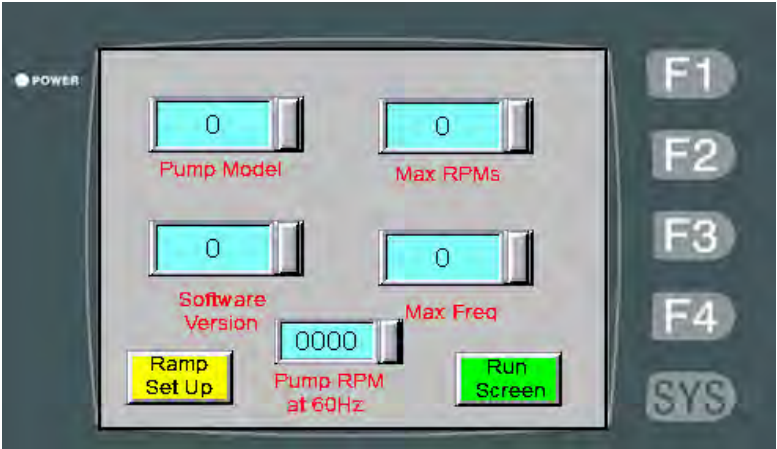 POWER
0
0
Pump Model
Max RPMs
0
0
Software
Version
Max Freq
0000
Ramp
Set Up
Pump RPM
at 60Hz
Run
Screen
F1
F2
F3
F4
SYS